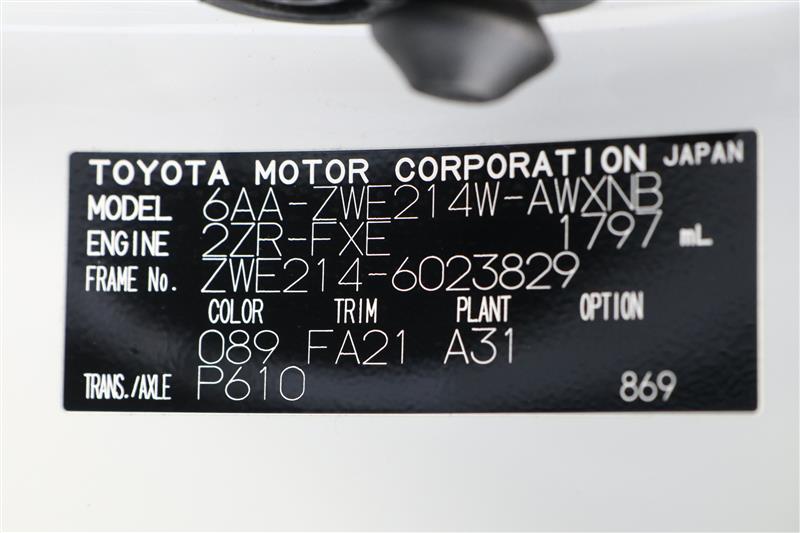 TOYOTA MOTOR CORPORATION JAPAN
MODEL 6AA-ZWE214W-AWXNB
ENGINE 2ZR-FXE 1797 mL
FRAME No. ZWE214-6023829
COLOR TRIM PLANT OPTION
089 FA21 A31
TRANS./AXLE P610 869